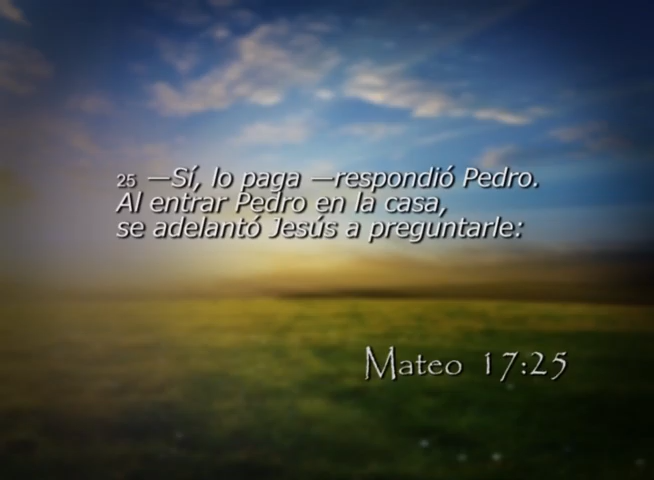 25 —Sí, lo paga —respondió Pedro.
Al entrar Pedro en la casa,
se adelantó Jesús a preguntarle:
Mateo 17:25